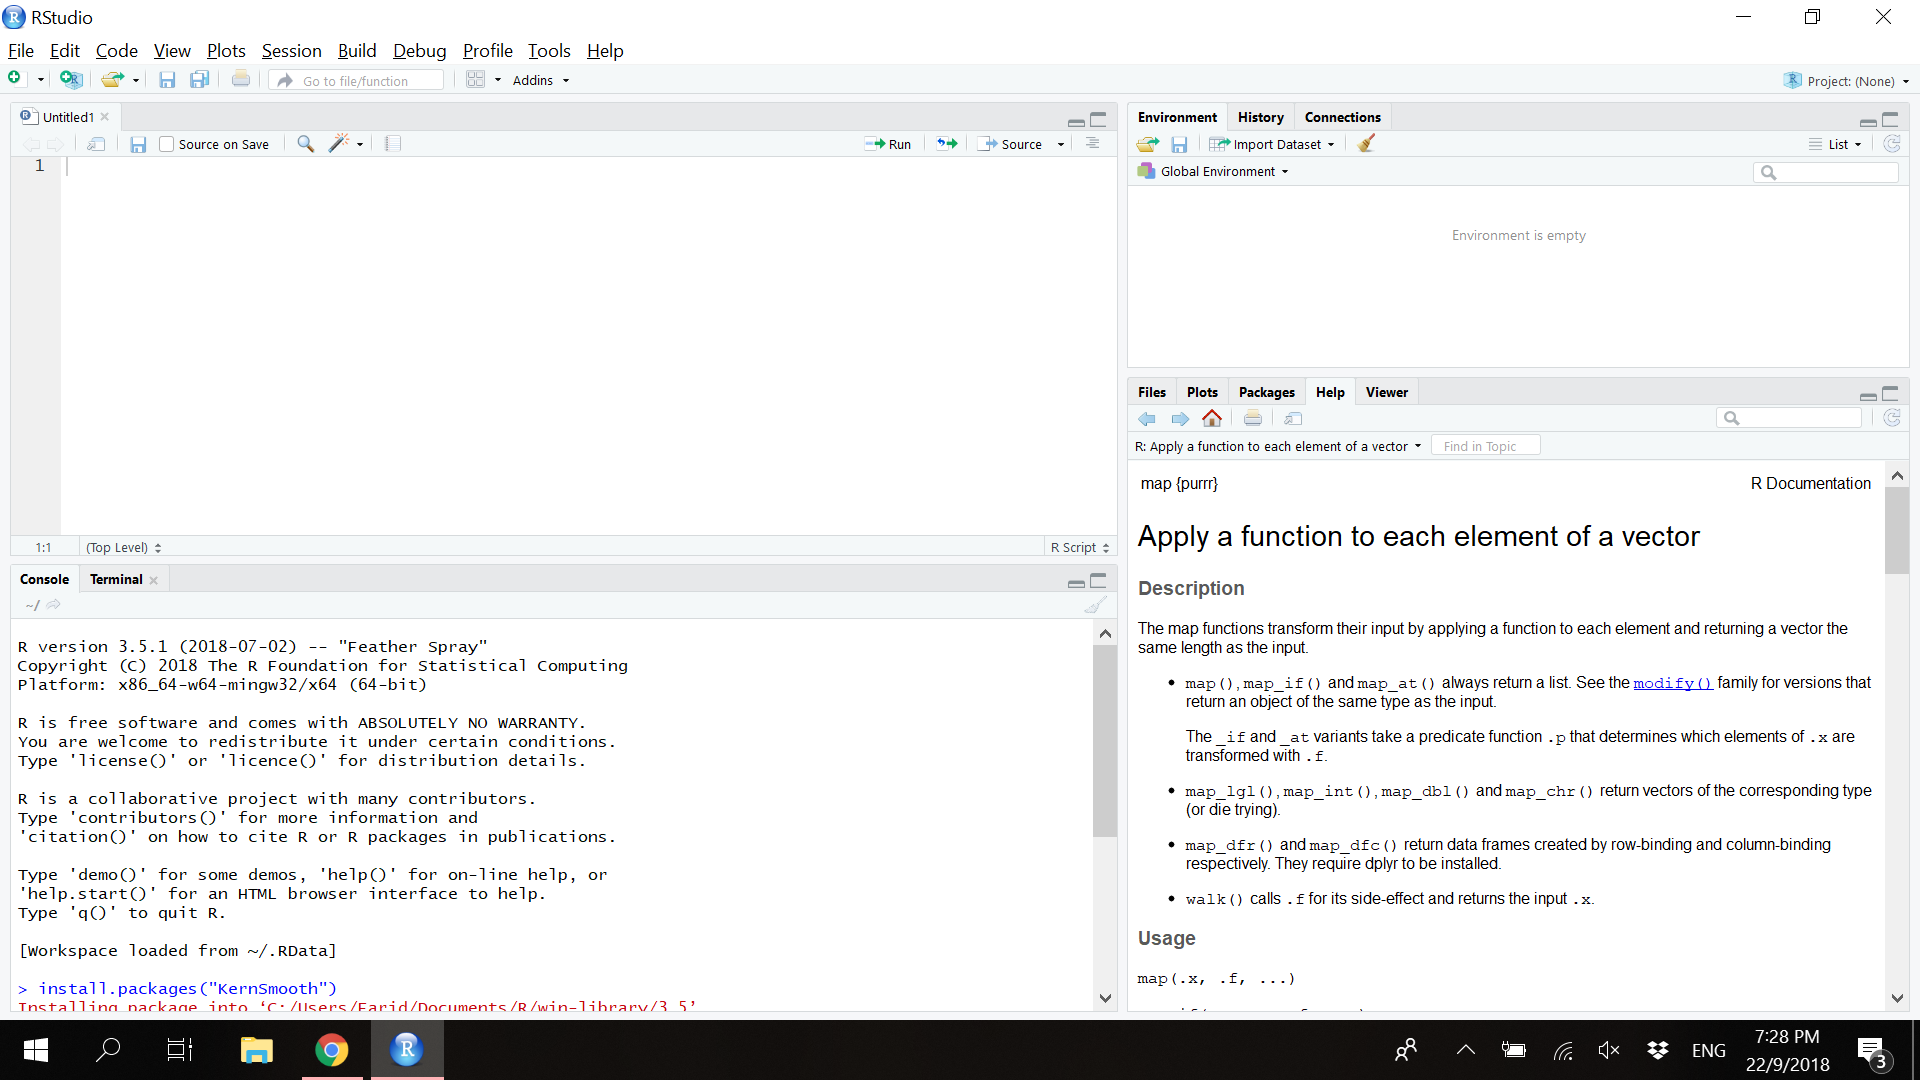 RStudio
File Edit Code View Plots Session Build Debug Profile Tools Help
Go to file/function Addins Project: (None)
Untitled1
Source on Save Run Source
1
1:1 (Top Level) R Script
Console Terminal
~/
R version 3.5.1 (2018-07-02) -- "Feather Spray"
Copyright (C) 2018 The R Foundation for Statistical Computing
Platform: x86_64-w64-mingw32/x64 (64-bit)
R is free software and comes with ABSOLUTELY NO WARRANTY.
You are welcome to redistribute it under certain conditions.
Type 'license()' or 'licence()' for distribution details.
R is a collaborative project with many contributors.
Type 'contributors()' for more information and
'citation()' on how to cite R or R packages in publications.
Type 'demo()' for some demos, 'help()' for on-line help, or
'help.start()' for an HTML browser interface to help.
Type 'q()' to quit R.
[Workspace loaded from ~/.RData]
> install.packages("KernSmooth")
Installing package into ‘C:/Users/Farid/Documents/R/win-library/3.5’
Environment History Connections
Import Dataset List
Global Environment
Environment is empty
Files Plots Packages Help Viewer
R: Apply a function to each element of a vector Find in Topic
map {purrr} R Documentation
Apply a function to each element of a vector
Description
The map functions transform their input by applying a function to each element and returning a vector the
same length as the input.
• map(), map_if() and map_at() always return a list. See the modify() family for versions that
return an object of the same type as the input.
The _if and _at variants take a predicate function .p that determines which elements of .x are
transformed with .f.
• map_lgl(), map_int(), map_dbl() and map_chr() return vectors of the corresponding type
(or die trying).
• map_dfr() and map_dfc() return data frames created by row-binding and column-binding
respectively. They require dplyr to be installed.
• walk() calls .f for its side-effect and returns the input .x.
Usage
map(.x, .f, ...)
ENG
7:28 PM
22/9/2018
3